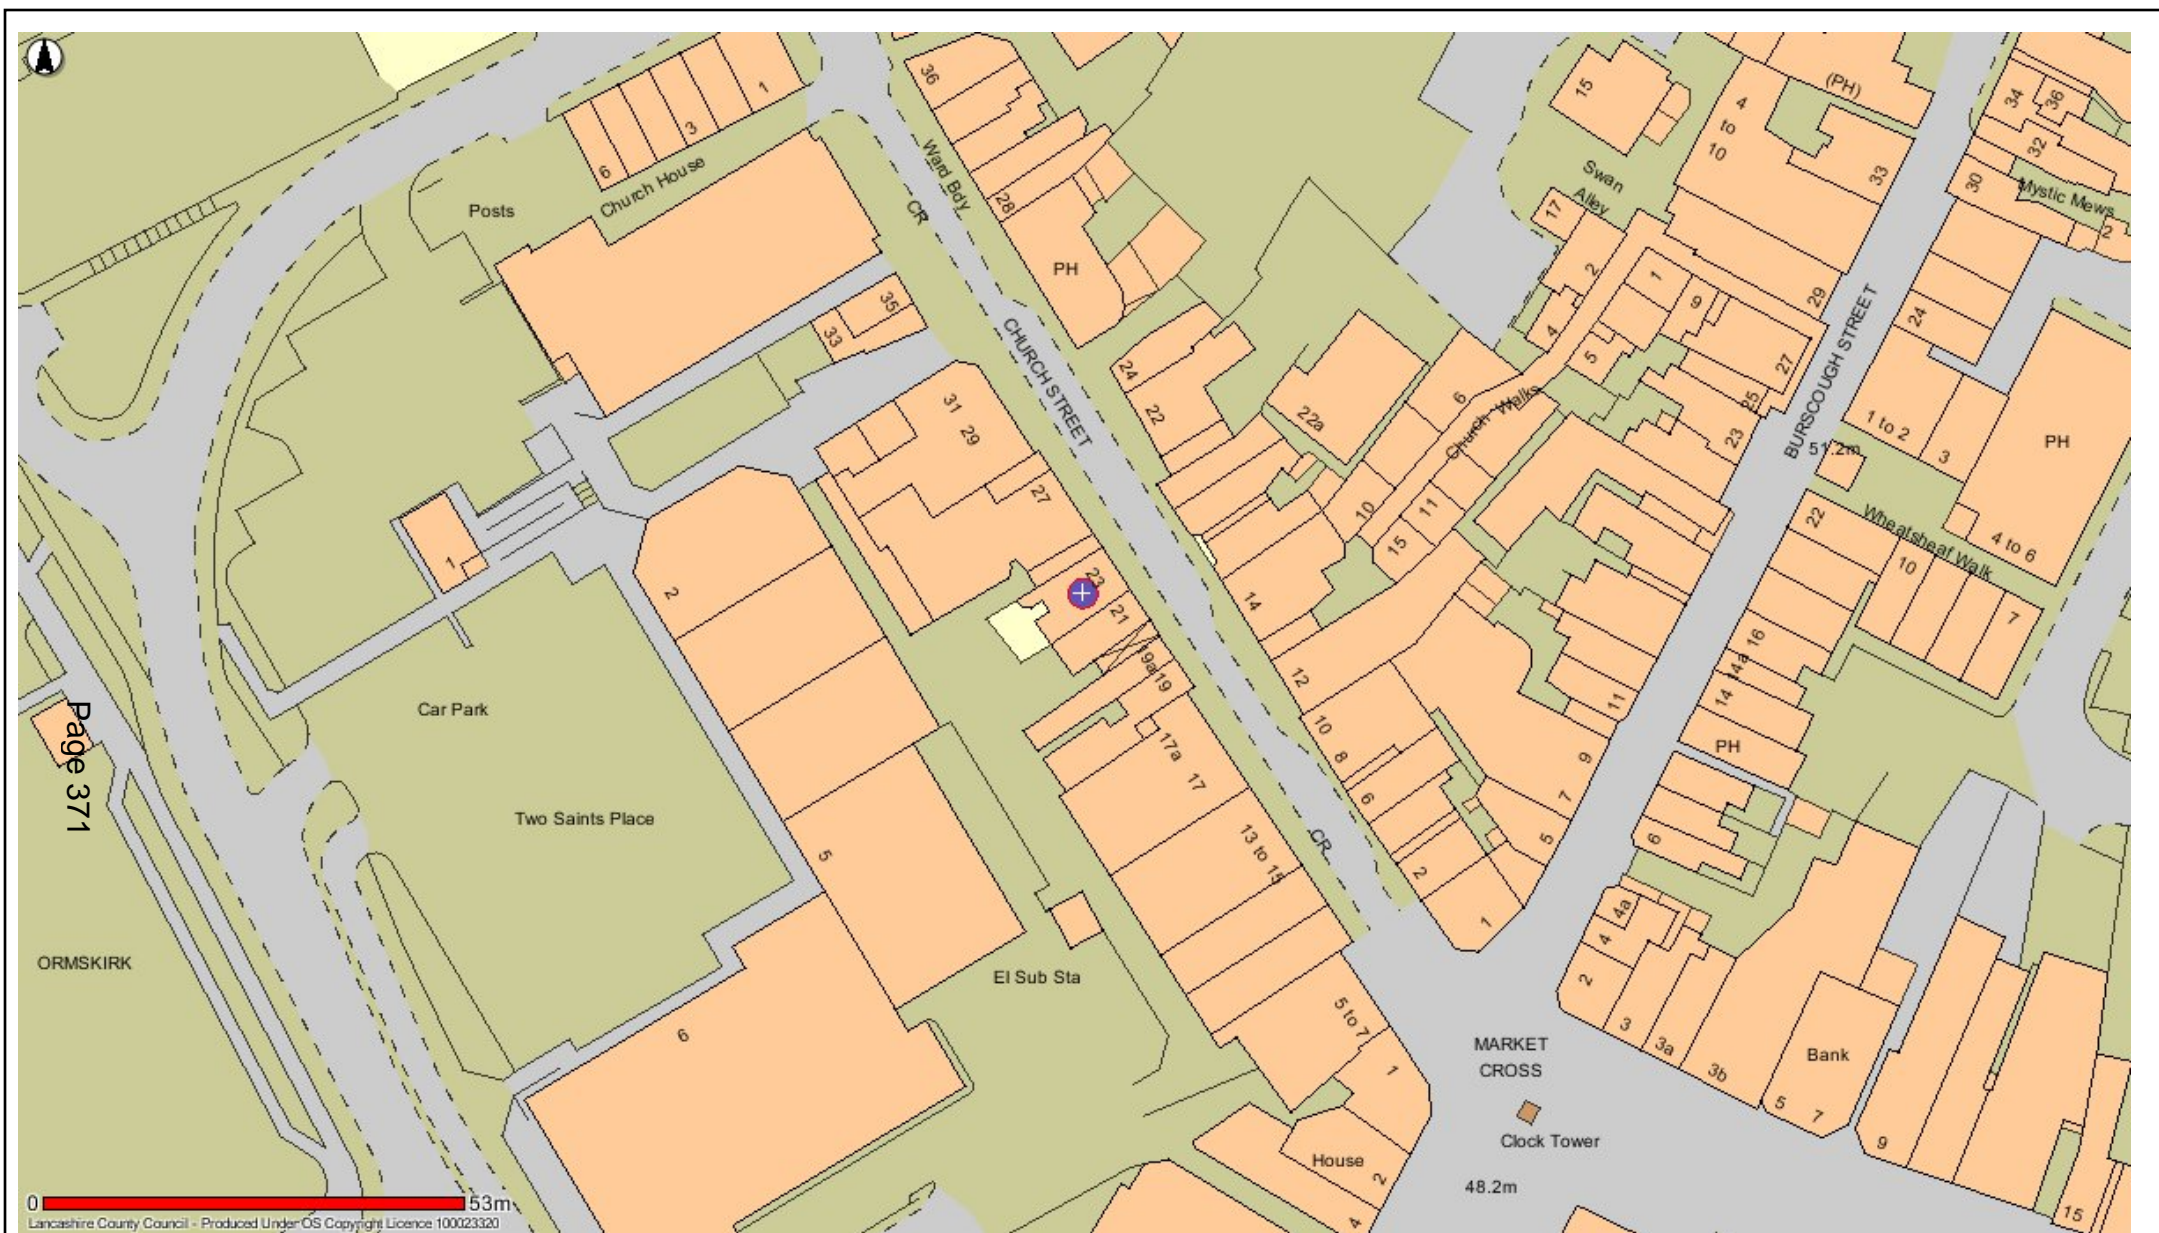 36
1
3
6
Church House
Posts
Ward Bdy
CR
28
PH
35
33
CHURCH STREET
24
22
22a
31
29
27
23
21
19a
19
17a
17
13 to 15
CR
5 to 7
1
House
2
4
14
12
10
8
6
2
1
1
2
5
6
Car Park
Two Saints Place
ORMSKIRK
El Sub Sta
Page 371
15
4
to
10
(PH)
33
Swan
Alley
17
2
4
1
9
5
27
25
23
29
6
Church Walks
10
11
15
BURSCOUGH STREET
51.2m
34
36
32
30
Mystic Mews
2
24
1 to 2
3
PH
4 to 6
22
Wheatsheaf Walk
10
7
16
14a
14
PH
11
9
7
5
6
4a
4
2
3
3a
3b
Bank
5
7
9
15
MARKET
CROSS
Clock Tower
48.2m
0
53m
Lancashire County Council - Produced Under OS Copyright Licence 100023320